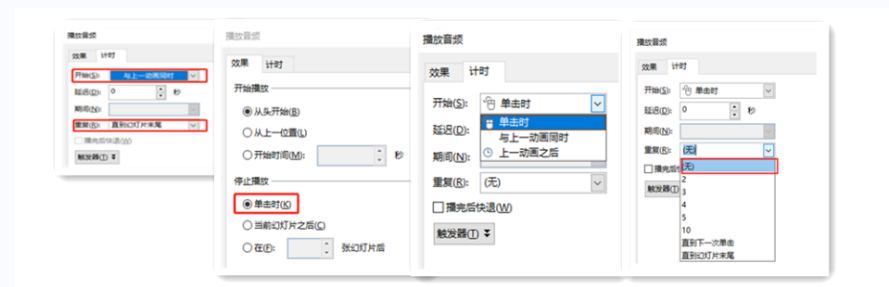 播放音频
效果 计时
开始(S): 与上一动画同时
延迟(D): 0 秒
期间(N):
重复(R): 直到幻灯片末尾
播完后快退(W)
触发器(T)
播放音频
效果 计时
开始播放
从头开始(B)
从上一位置(L)
开始时间(M): 秒
停止播放
单击时(K)
当前幻灯片之后(C)
在(F): 张幻灯片后
播放音频
效果 计时
开始(S): 单击时
单击时
延迟(D): 与上一动画同时
期间(N): 上一动画之后
重复(R): (无)
播完后快退(W)
触发器(T)
播放音频
效果 计时
开始(S): 单击时
延迟(D): 0 秒
期间(N):
重复(R): (无)
播完后快 (无)
2
触发器(T) 3
4
5
10
直到下一次单击
直到幻灯片末尾